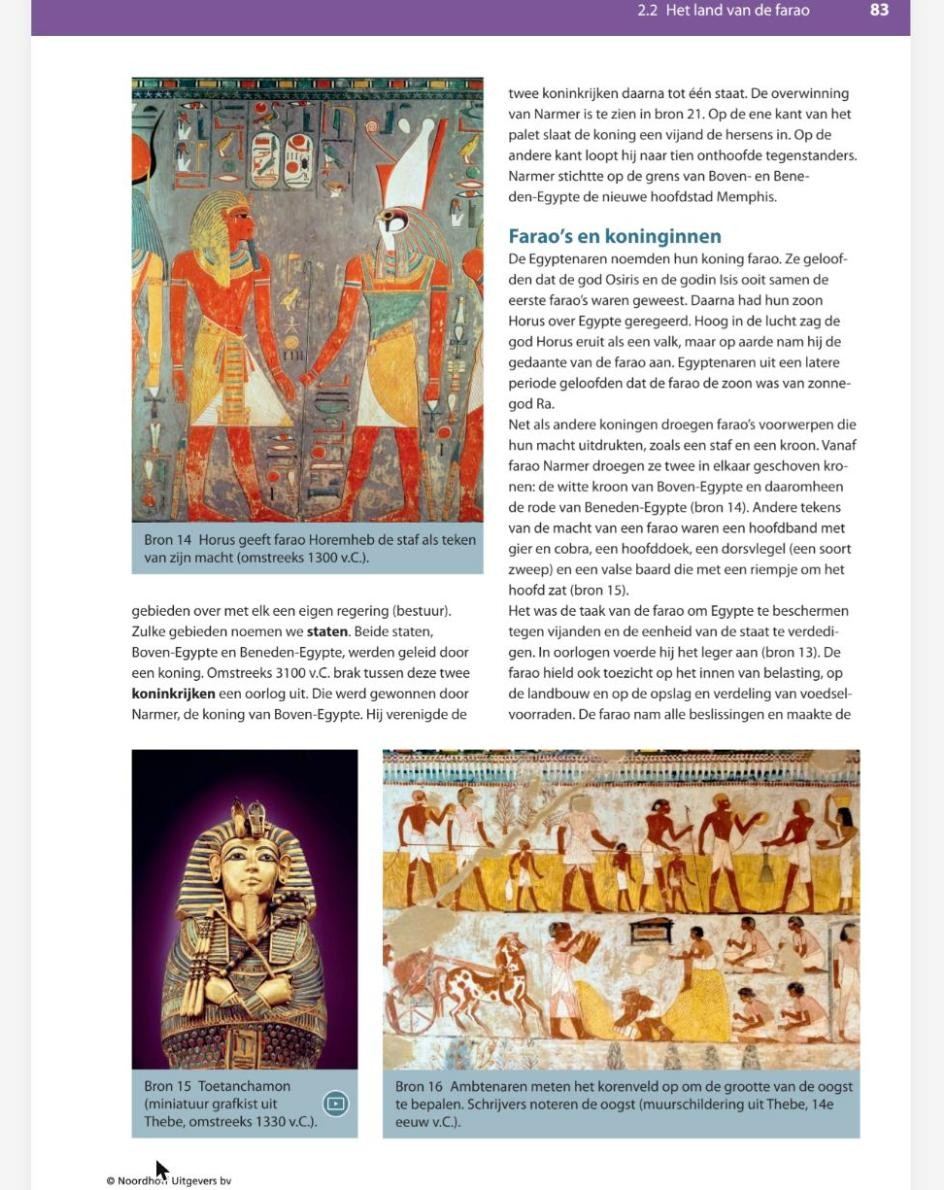 2.2 Het land van de farao 83
Bron 14 Horus geeft farao Horemheb de staf als teken
van zijn macht (omstreeks 1300 v.C.).
gebieden over met elk een eigen regering (bestuur).
Zulke gebieden noemen we staten. Beide staten,
Boven-Egypte en Beneden-Egypte, werden geleid door
een koning. Omstreeks 3100 v.C. brak tussen deze twee
koninkrijken een oorlog uit. Die werd gewonnen door
Narmer, de koning van Boven-Egypte. Hij verenigde de
twee koninkrijken daarna tot één staat. De overwinning
van Narmer is te zien in bron 21. Op de ene kant van het
palet slaat de koning een vijand de hersens in. Op de
andere kant loopt hij naar tien onthoofde tegenstanders.
Narmer stichtte op de grens van Boven- en Bene-
den-Egypte de nieuwe hoofdstad Memphis.
Farao's en koninginnen
De Egyptenaren noemden hun koning farao. Ze geloof-
den dat de god Osiris en de godin Isis ooit samen de
eerste farao's waren geweest. Daarna had hun zoon
Horus over Egypte geregeerd. Hoog in de lucht zag de
god Horus eruit als een valk, maar op aarde nam hij de
gedaante van de farao aan. Egyptenaren uit een latere
periode geloofden dat de farao de zoon was van zonne-
god Ra.
Net als andere koningen droegen farao's voorwerpen die
hun macht uitdrukten, zoals een staf en een kroon. Vanaf
farao Narmer droegen ze twee in elkaar geschoven kro-
nen: de witte kroon van Boven-Egypte en daaromheen
de rode van Beneden-Egypte (bron 14). Andere tekens
van de macht van een farao waren een hoofdband met
gier en cobra, een hoofddoek, een dorsvlegel (een soort
zweep) en een valse baard die met een riempje om het
hoofd zat (bron 15).
Het was de taak van de farao om Egypte te beschermen
tegen vijanden en de eenheid van de staat te verdedi-
gen. In oorlogen voerde hij het leger aan (bron 13). De
farao hield ook toezicht op het innen van belasting, op
de landbouw en op de opslag en verdeling van voedsel-
voorraden. De farao nam alle beslissingen en maakte de
Bron 15 Toetanchamon
(miniatuur grafkist uit
Thebe, omstreeks 1330 v.C.).
Bron 16 Ambtenaren meten het korenveld op om de grootte van de oogst
te bepalen. Schrijvers noteren de oogst (muurschildering uit Thebe, 14e
eeuw v.C.).
© Uitgevers bv